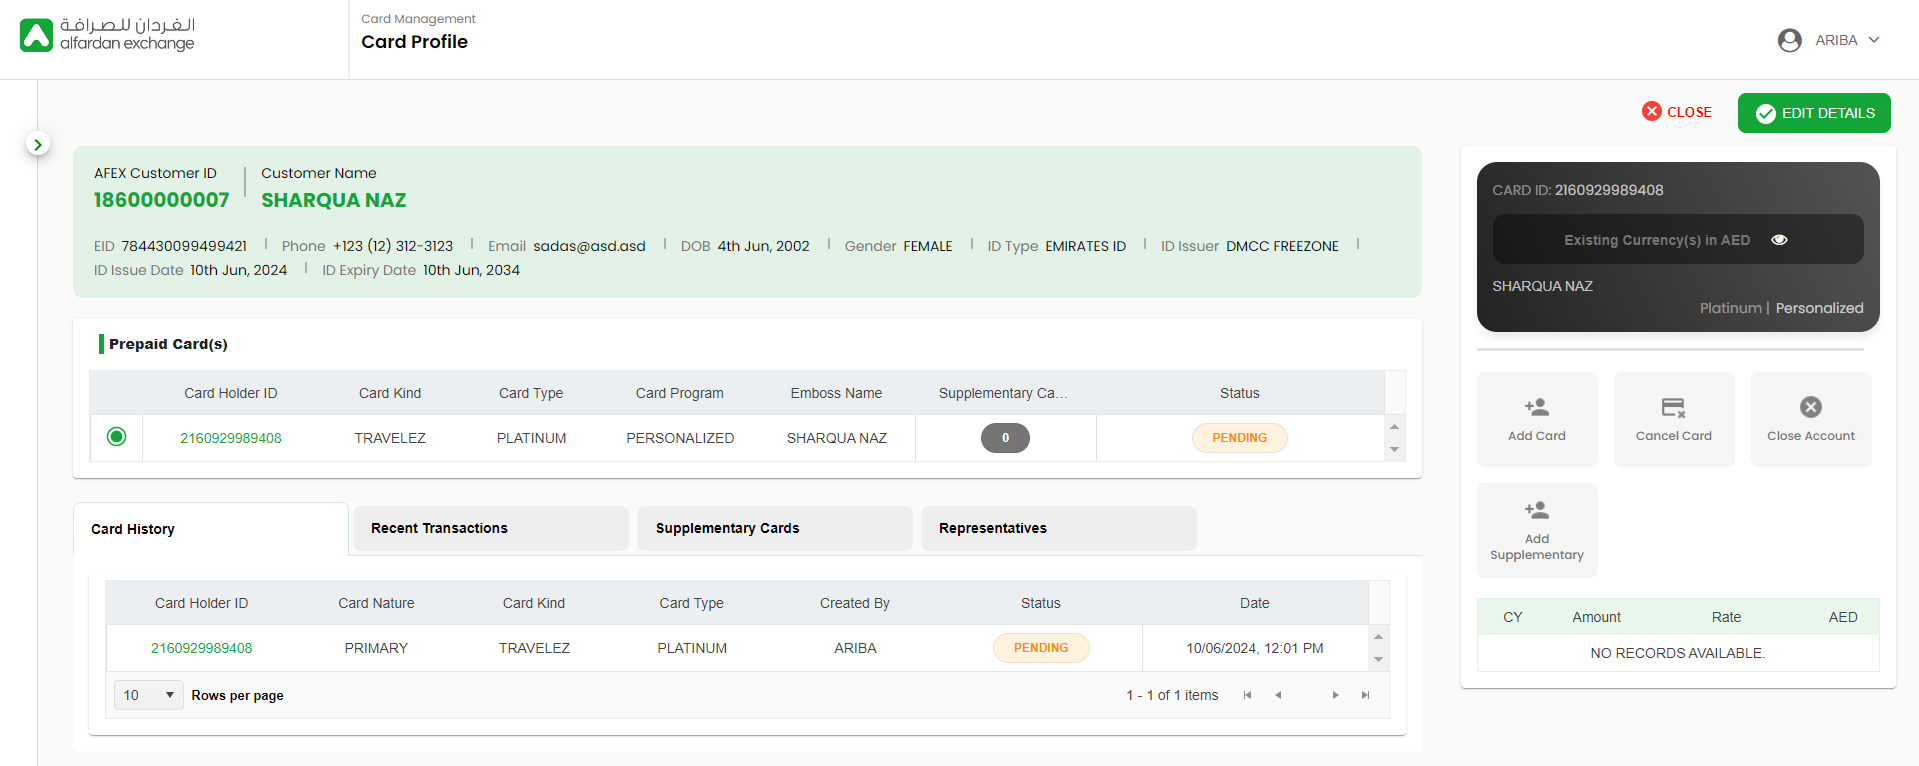 الفردان للصرافة
alfardan exchange
Card Management
Card Profile
ARIBA
CLOSE
EDIT DETAILS
AFEX Customer ID
18600000007
Customer Name
SHARQUA NAZ
EID 784430099499421 | Phone +123 (12) 312-3123 | Email sadas@asd.asd | DOB 4th Jun, 2002 | Gender FEMALE | ID Type EMIRATES ID | ID Issuer DMCC FREEZONE |
ID Issue Date 10th Jun, 2024 | ID Expiry Date 10th Jun, 2034
Prepaid Card(s)
Card Holder ID Card Kind Card Type Card Program Emboss Name Supplementary Ca... Status
2160929989408 TRAVELEZ PLATINUM PERSONALIZED SHARQUA NAZ 0 PENDING
Card History Recent Transactions Supplementary Cards Representatives
Card Holder ID Card Nature Card Kind Card Type Created By Status Date
2160929989408 PRIMARY TRAVELEZ PLATINUM ARIBA PENDING 10/06/2024, 12:01 PM
10 Rows per page 1 - 1 of 1 items
CARD ID: 2160929989408
Existing Currency(s) in AED
SHARQUA NAZ
Platinum | Personalized
Add Card
Cancel Card
Close Account
Add
Supplementary
CY Amount Rate AED
NO RECORDS AVAILABLE.